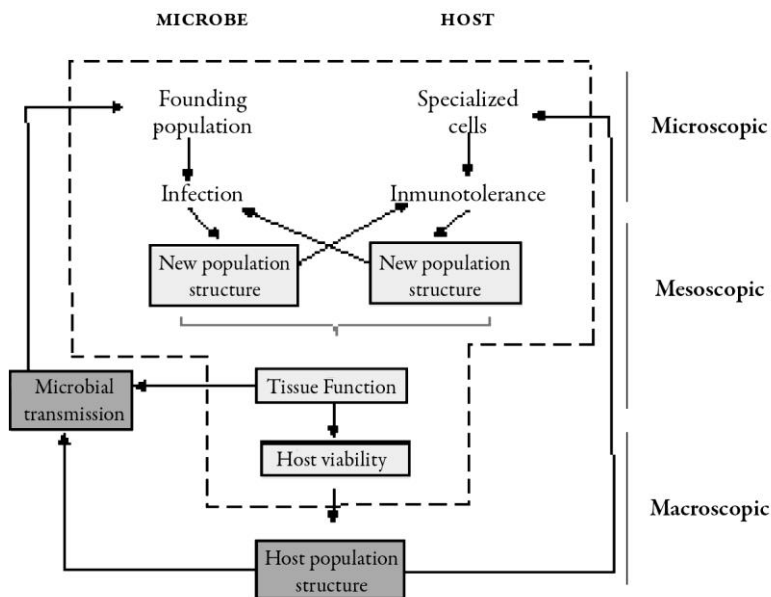 MICROBE HOST
Founding
population
Specialized
cells
Microscopic
Infection
Inmunotolerance
New population
structure
New population
structure
Mesoscopic
Microbial
transmission
Tissue Function
Host viability
Macroscopic
Host population
structure